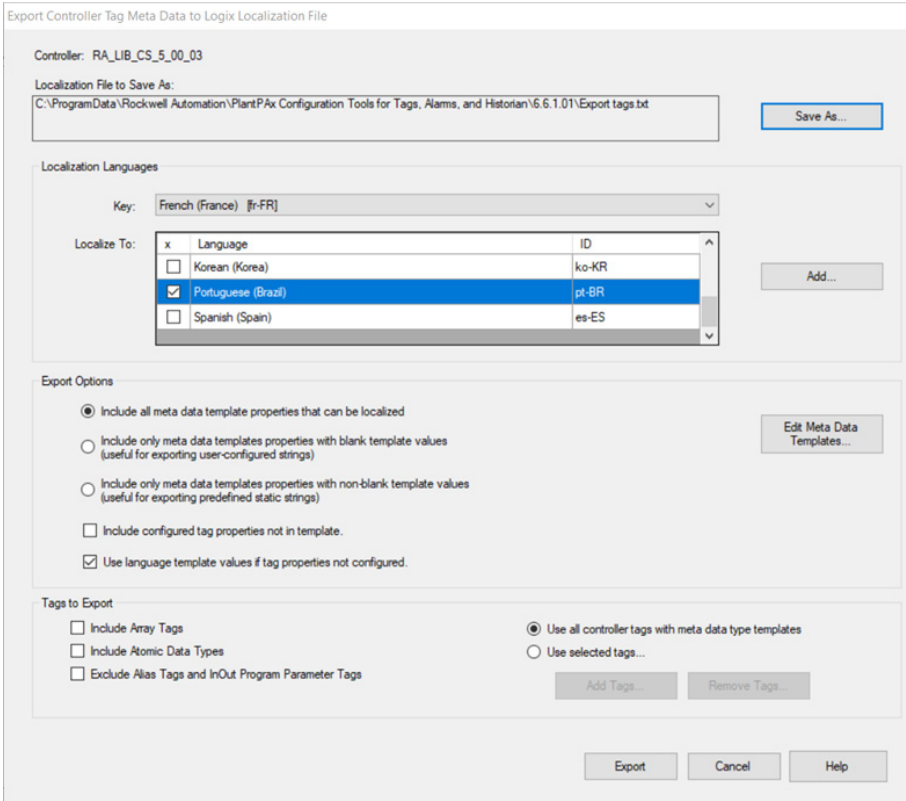 Export Controller Tag Meta Data to Logix Localization File
Controller: RA_LIB_CS_5_00_03
Localization File to Save As:
C:\ProgramData\Rockwell Automation\PlantPAx Configuration Tools for Tags, Alarms, and Historian\6.6.1.01\Export tags.txt
Save As...
Localization Languages
Key: French (France) [fr-FR]
Localize To:
x Language ID
Korean (Korea) ko-KR
Portuguese (Brazil) pt-BR
Spanish (Spain) es-ES
Add...
Export Options
Include all meta data template properties that can be localized
Include only meta data templates properties with blank template values
(useful for exporting user-configured strings)
Include only meta data templates properties with non-blank template values
(useful for exporting predefined static strings)
Include configured tag properties not in template.
Use language template values if tag properties not configured.
Edit Meta Data
Templates...
Tags to Export
Include Array Tags
Include Atomic Data Types
Exclude Alias Tags and InOut Program Parameter Tags
Use all controller tags with meta data type templates
Use selected tags...
Add Tags... Remove Tags...
Export Cancel Help